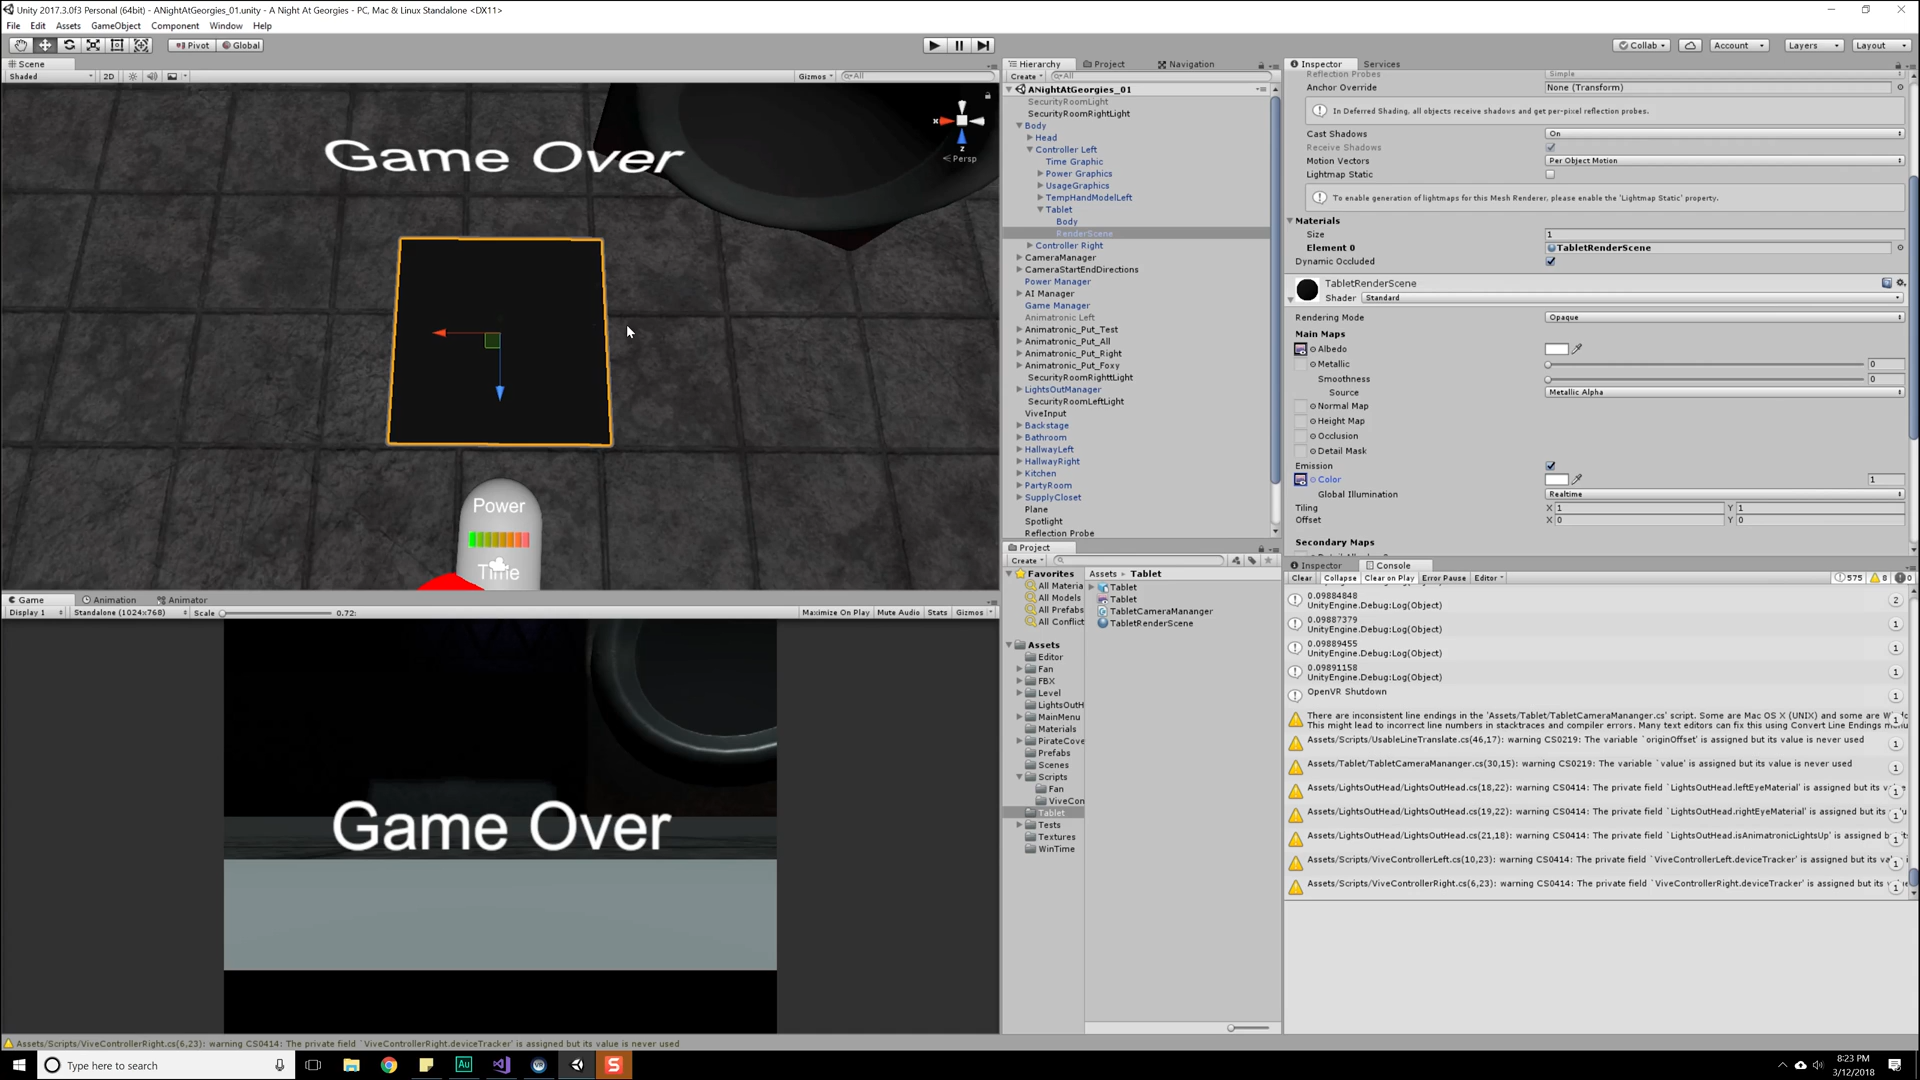 Unity 2017.3.0f3 Personal (64bit) - ANightAtGeorgies_01.unity - A Night At Georgies - PC, Mac & Linux Standalone <DX11>
File Edit Assets GameObject Component Window Help
Pivot Global
Collab Account Layers Layout
Scene
Shaded 2D Gizmos All
Game Over
x
z
Persp
Power
Time
Game Animation Animator
Display 1 Standalone (1024x768) Scale 0.72: Maximize On Play Mute Audio Stats Gizmos
Game Over
Hierarchy Project Navigation
Create All
ANightAtGeorgies_01
SecurityRoomLight
SecurityRoomRightLight
Body
Head
Controller Left
Time Graphic
Power Graphics
UsageGraphics
TempHandModelLeft
Tablet
Body
RenderScene
Controller Right
CameraManager
CameraStartEndDirections
Power Manager
AI Manager
Game Manager
Animatronic Left
Animatronic_Put_Test
Animatronic_Put_All
Animatronic_Put_Right
Animatronic_Put_Foxy
SecurityRoomRighttLight
LightsOutManager
SecurityRoomLeftLight
ViveInput
Backstage
Bathroom
HallwayLeft
HallwayRight
Kitchen
PartyRoom
SupplyCloset
Plane
Spotlight
Reflection Probe
Project
Create
Favorites
All Materia
All Models
All Prefabs
All Conflict
Assets
Editor
Fan
FBX
Level
LightsOutH
MainMenu
Materials
PirateCove
Prefabs
Scenes
Scripts
Fan
ViveCon
Tablet
Tests
Textures
WinTime
Assets Tablet
Tablet
Tablet
TabletCameraMananger
TabletRenderScene
Inspector Services
Reflection Probes Simple
Anchor Override None (Transform)
In Deferred Shading, all objects receive shadows and get per-pixel reflection probes.
Cast Shadows On
Receive Shadows
Motion Vectors Per Object Motion
Lightmap Static
To enable generation of lightmaps for this Mesh Renderer, please enable the 'Lightmap Static' property.
Materials
Size 1
Element 0 TabletRenderScene
Dynamic Occluded
TabletRenderScene
Shader Standard
Rendering Mode Opaque
Main Maps
Albedo
Metallic 0
Smoothness 0
Source Metallic Alpha
Normal Map
Height Map
Occlusion
Detail Mask
Emission
Color 1
Global Illumination Realtime
Tiling X 1 Y 1
Offset X 0 Y 0
Secondary Maps
Inspector Console
Clear Collapse Clear on Play Error Pause Editor 575 8 0
0.09884848 2
UnityEngine.Debug:Log(Object)
0.09887379 1
UnityEngine.Debug:Log(Object)
0.09889455 1
UnityEngine.Debug:Log(Object)
0.09891158 1
UnityEngine.Debug:Log(Object)
OpenVR Shutdown 1
There are inconsistent line endings in the 'Assets/Tablet/TabletCameraMananger.cs' script. Some are Mac OS X (UNIX) and some are
This might lead to incorrect line numbers in stacktraces and compiler errors. Many text editors can fix this using Convert Line Endings
Assets/Scripts/UsableLineTranslate.cs(46,17): warning CS0219: The variable `originOffset' is assigned but its value is never used 1
Assets/Tablet/TabletCameraMananger.cs(30,15): warning CS0219: The variable `value' is assigned but its value is never used 1
Assets/LightsOutHead/LightsOutHead.cs(18,22): warning CS0414: The private field `LightsOutHead.leftEyeMaterial' is assigned but its 1
Assets/LightsOutHead/LightsOutHead.cs(19,22): warning CS0414: The private field `LightsOutHead.rightEyeMaterial' is assigned but its 1
Assets/LightsOutHead/LightsOutHead.cs(21,18): warning CS0414: The private field `LightsOutHead.isAnimatronicLightsUp' is assigned 1
Assets/Scripts/ViveControllerLeft.cs(10,23): warning CS0414: The private field `ViveControllerLeft.deviceTracker' is assigned but its 1
Assets/Scripts/ViveControllerRight.cs(6,23): warning CS0414: The private field `ViveControllerRight.deviceTracker' is assigned but its 1
Assets/Scripts/ViveControllerRight.cs(6,23): warning CS0414: The private field `ViveControllerRight.deviceTracker' is assigned but its value is never used
Type here to search
Au
S
8:23 PM
3/12/2018